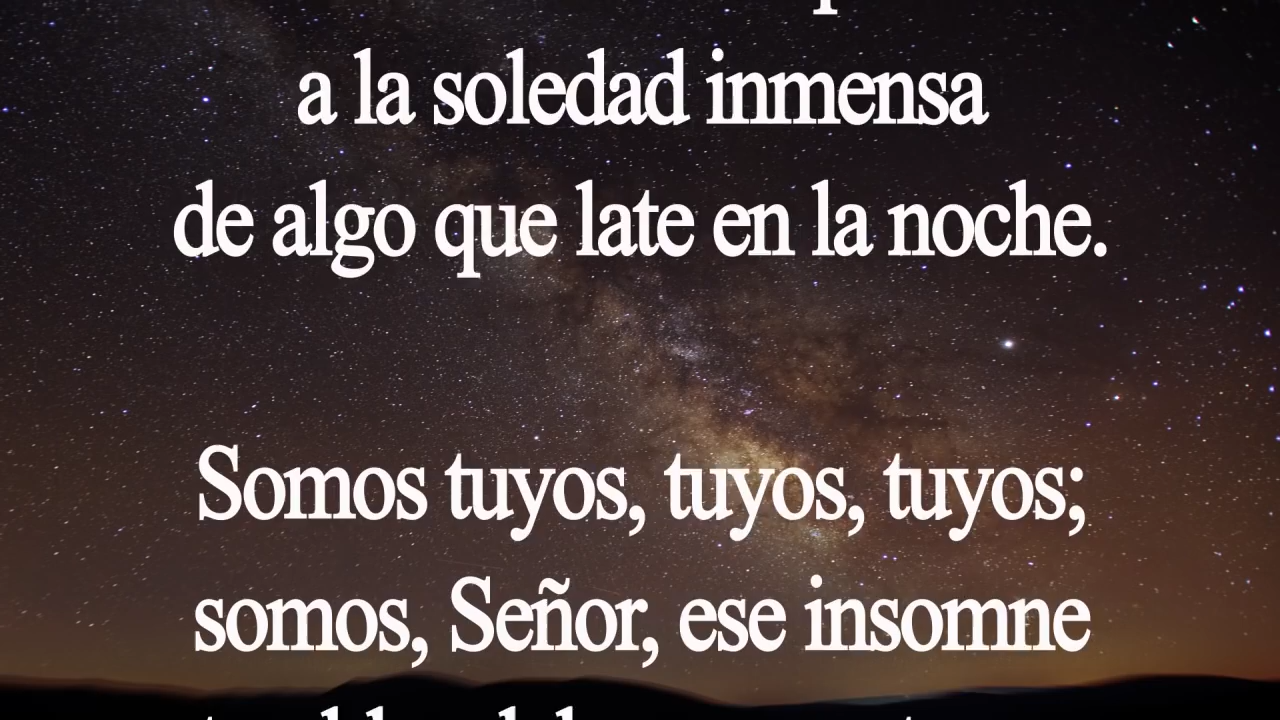 a la soledad inmensa
de algo que late en la noche.
Somos tuyos, tuyos, tuyos;
somos, Señor, ese insomne